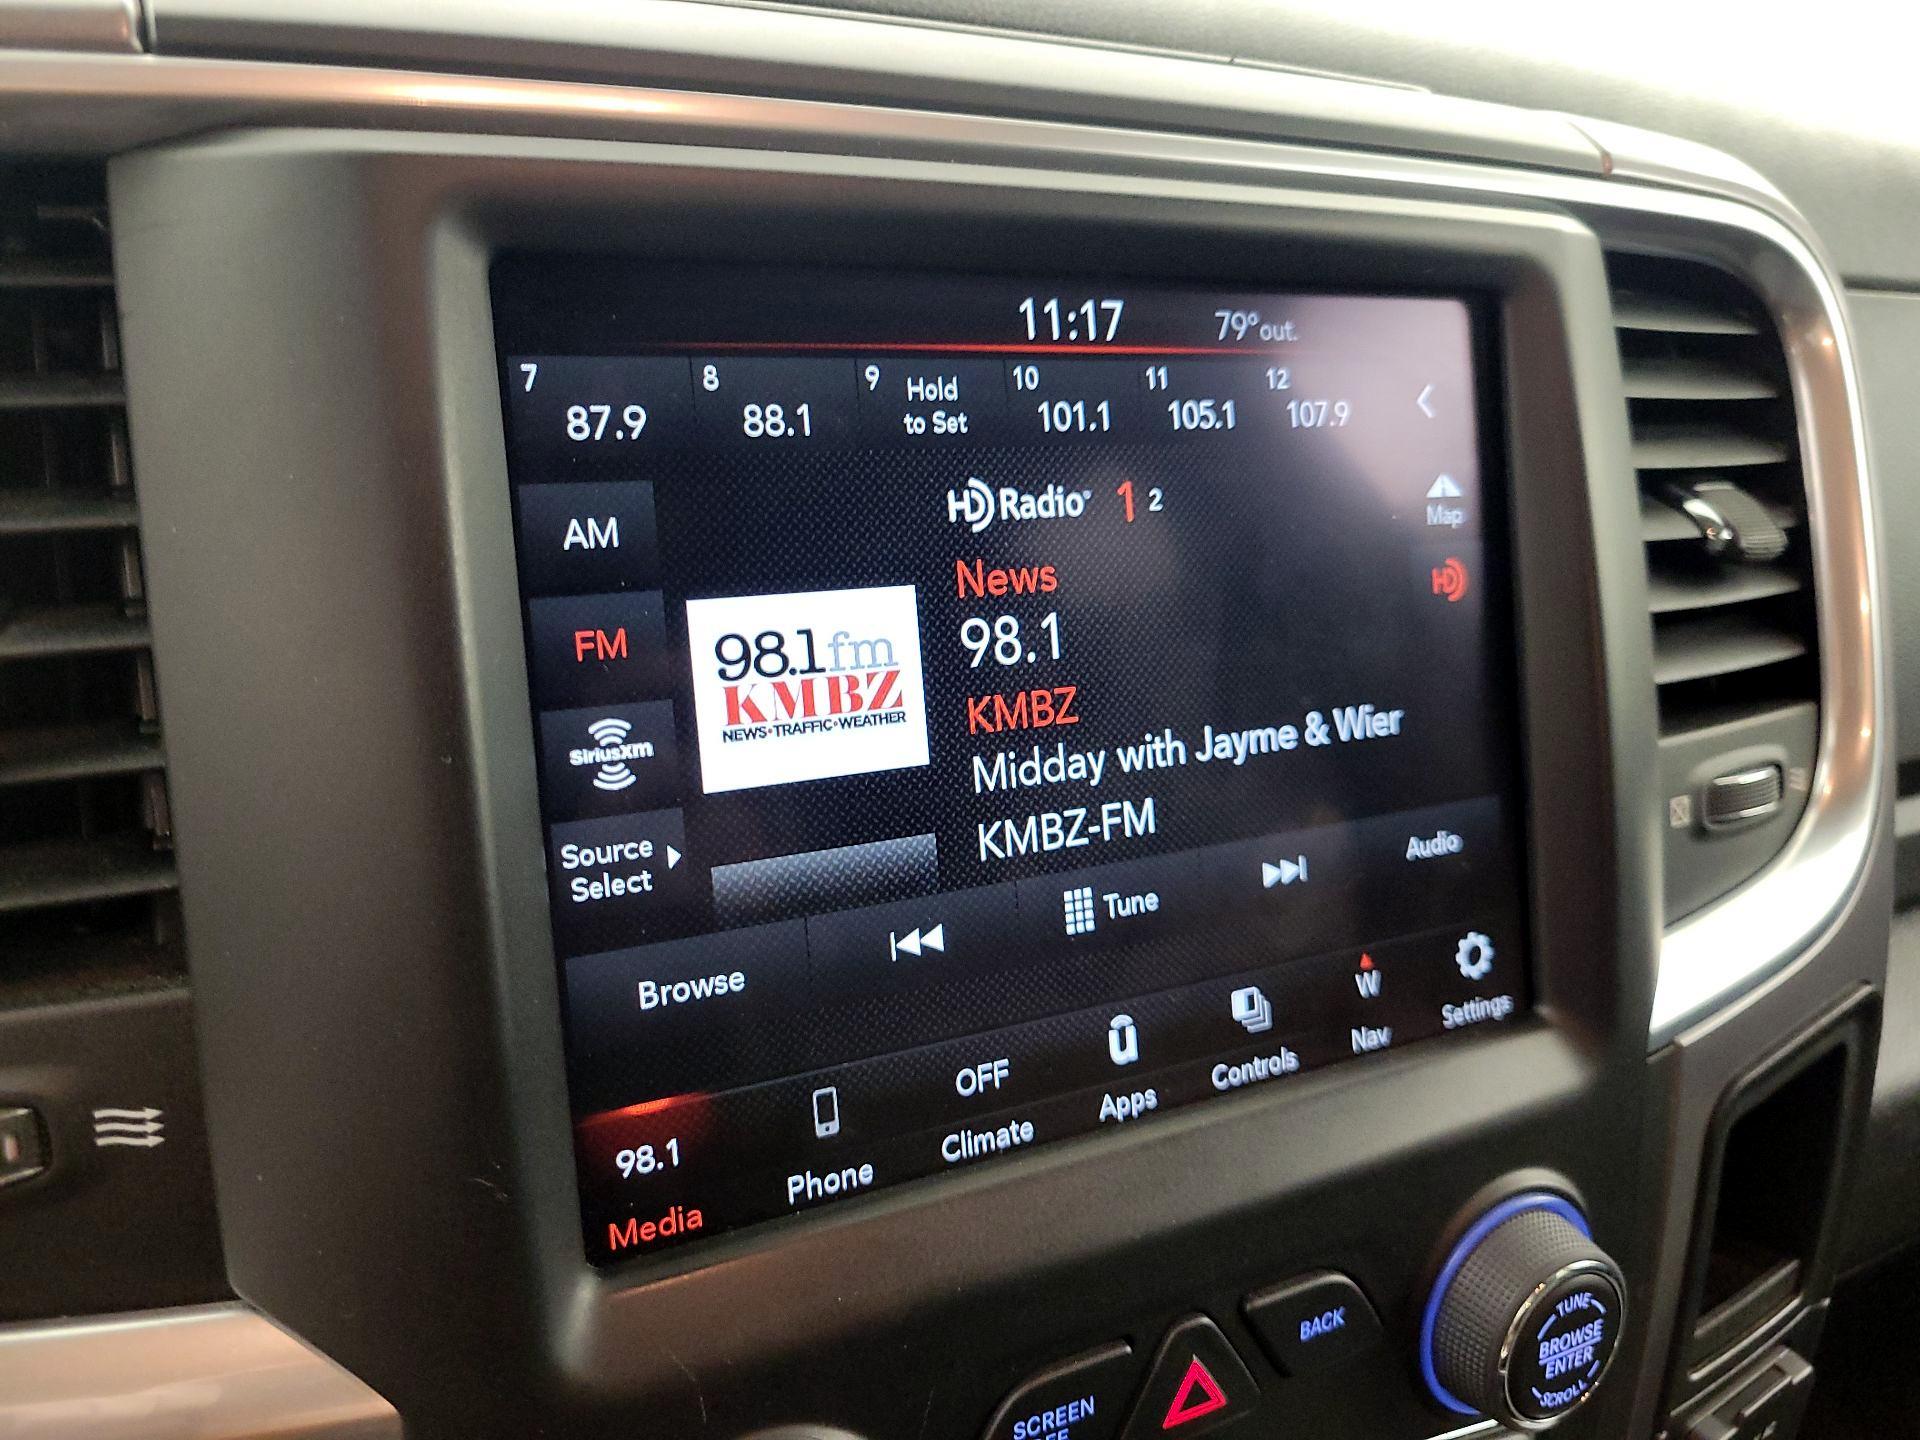 11:17 79° out.
7 8 9 Hold 10 11 12
87.9 88.1 to Set 101.1 105.1 107.9
AM
HD Radio® 1 2
Map
FM
98.1fm
KMBZ
NEWS•TRAFFIC•WEATHER
News
98.1
KMBZ
Midday with Jayme & Wier
KMBZ-FM
HD
SiriusXm
Source
Select
Browse
Tune
Audio
98.1
Media
Phone
OFF
Climate
Apps
Controls
W
Nav
Settings
SCREEN
BACK
TUNE
BROWSE
ENTER
SCROLL